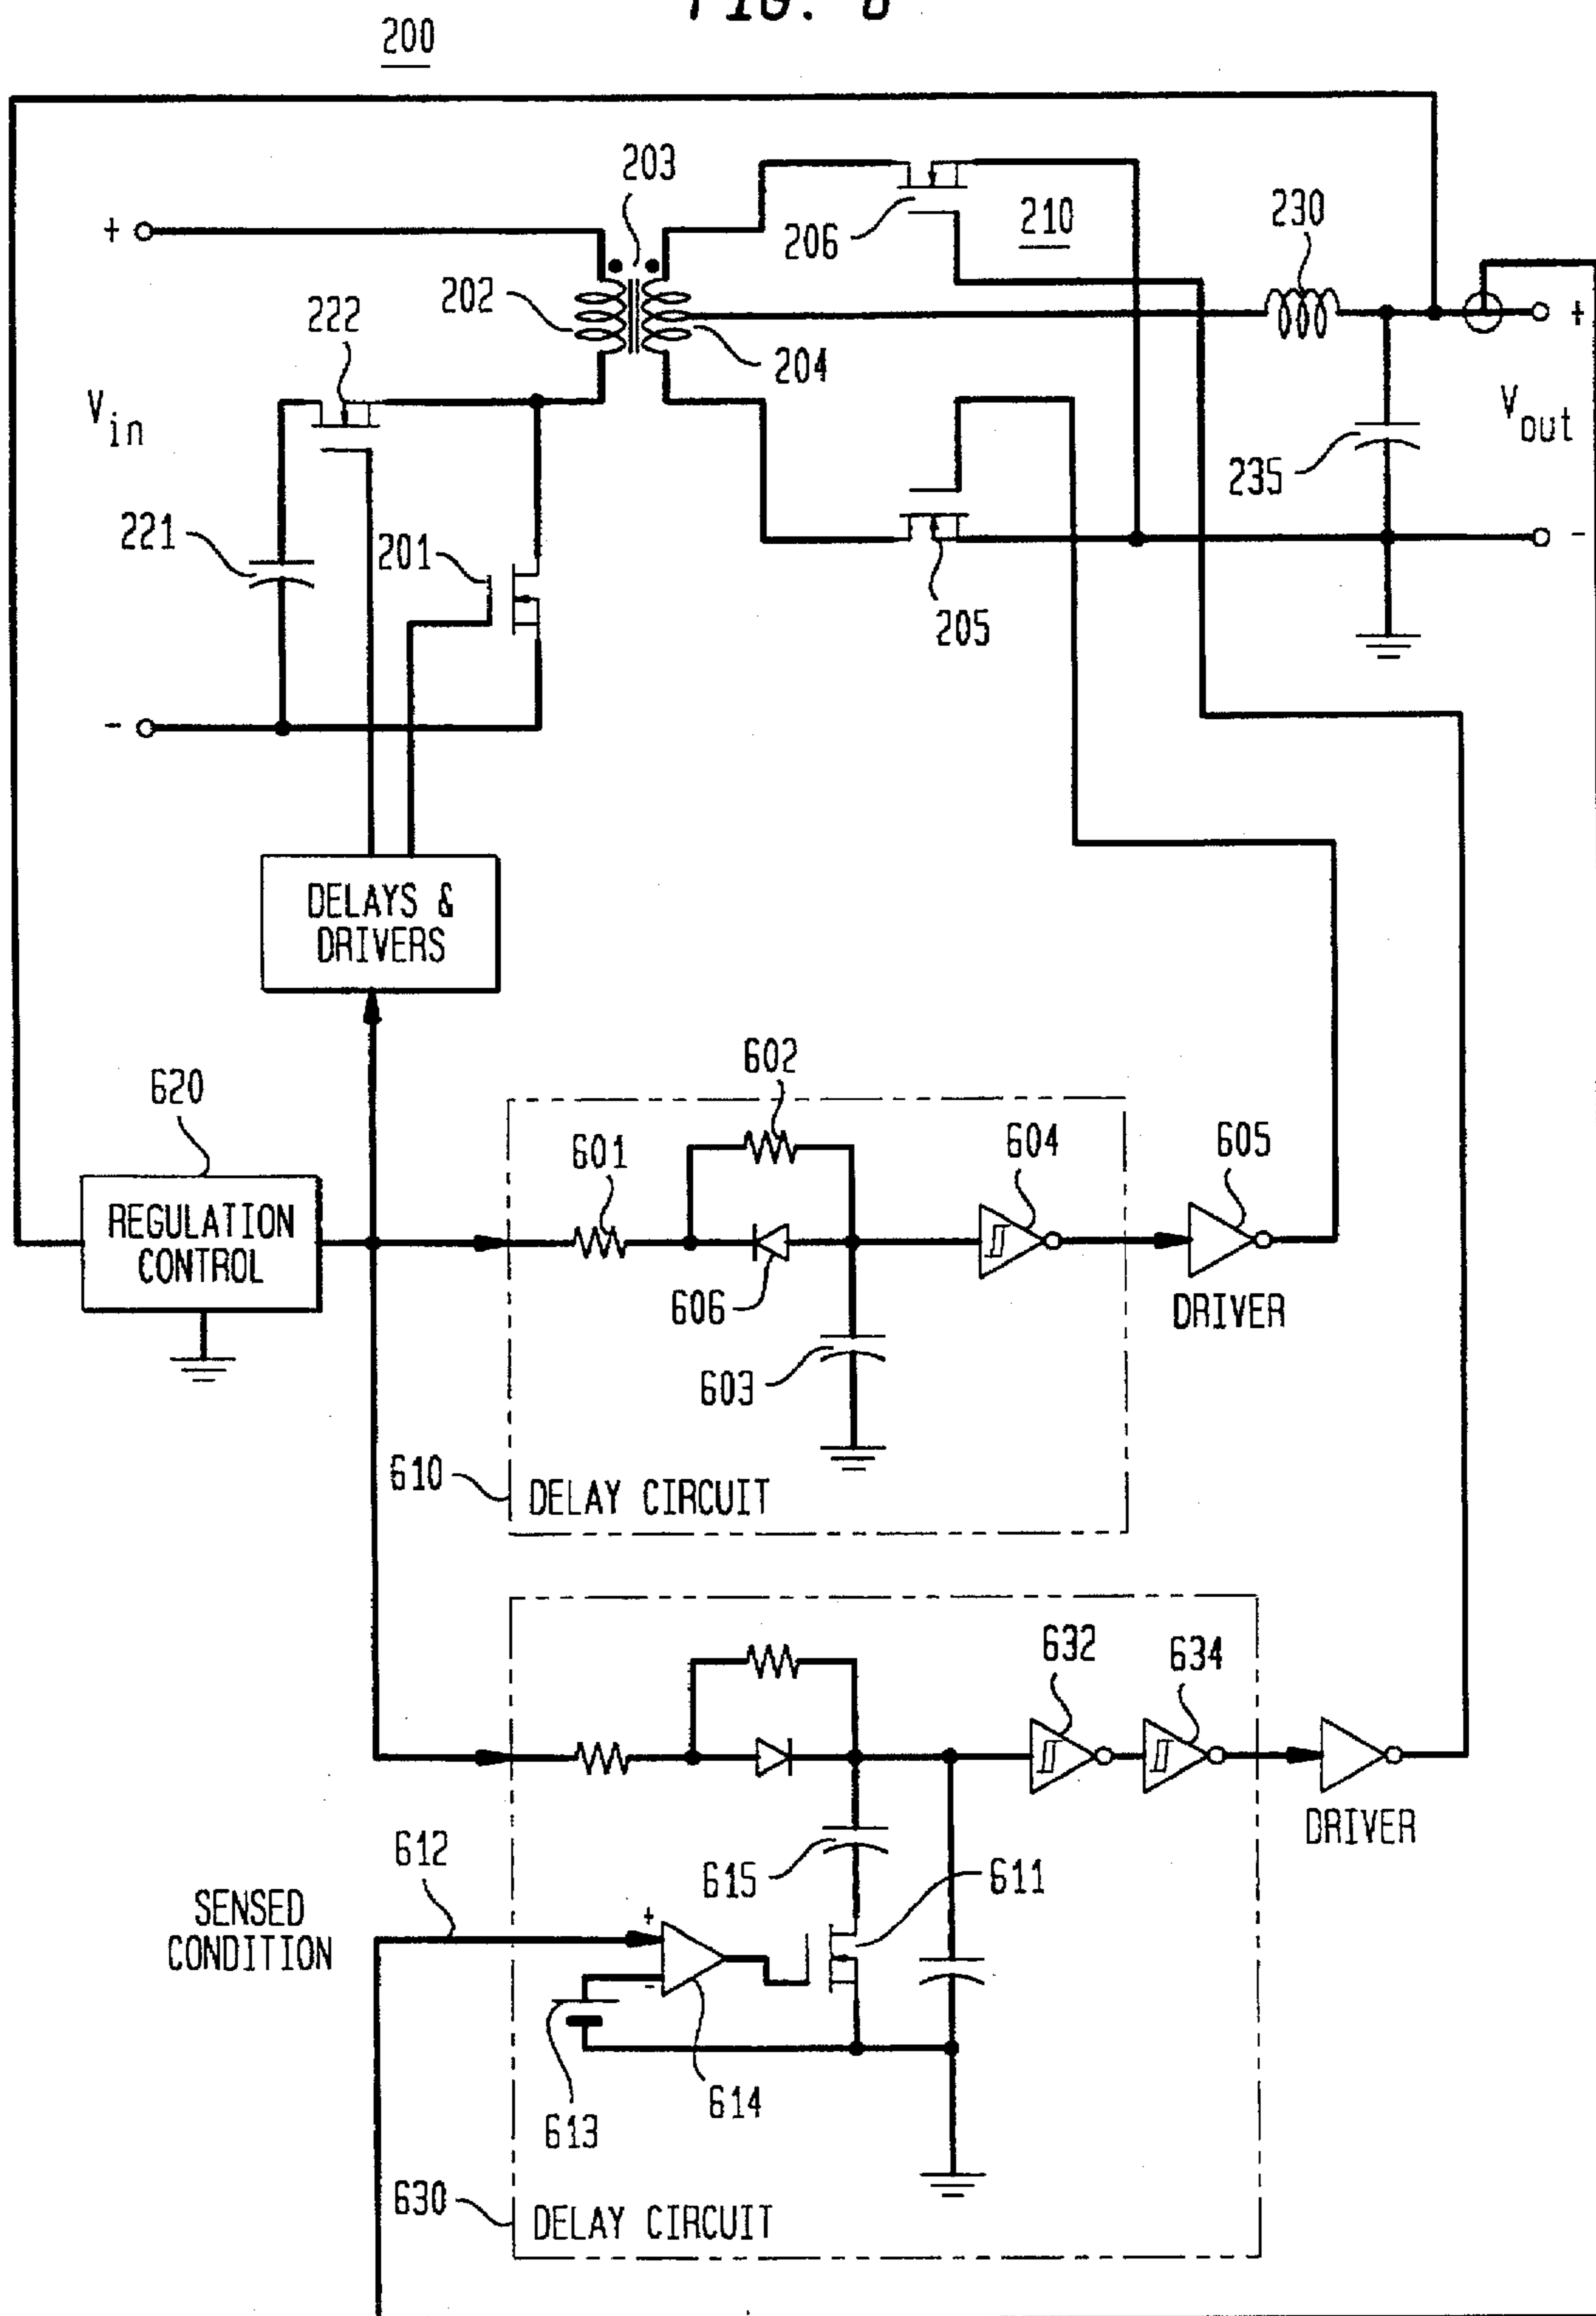 FIG. 6
200
203
206
210
230
+
202
222
204
+
V in
V out
235
221
201
205
-
-
DELAYS &
DRIVERS
620
602
601
604
605
REGULATION
CONTROL
606
DRIVER
603
610
DELAY CIRCUIT
632
634
612
DRIVER
615
611
SENSED
CONDITION
+
-
613
614
630
DELAY CIRCUIT